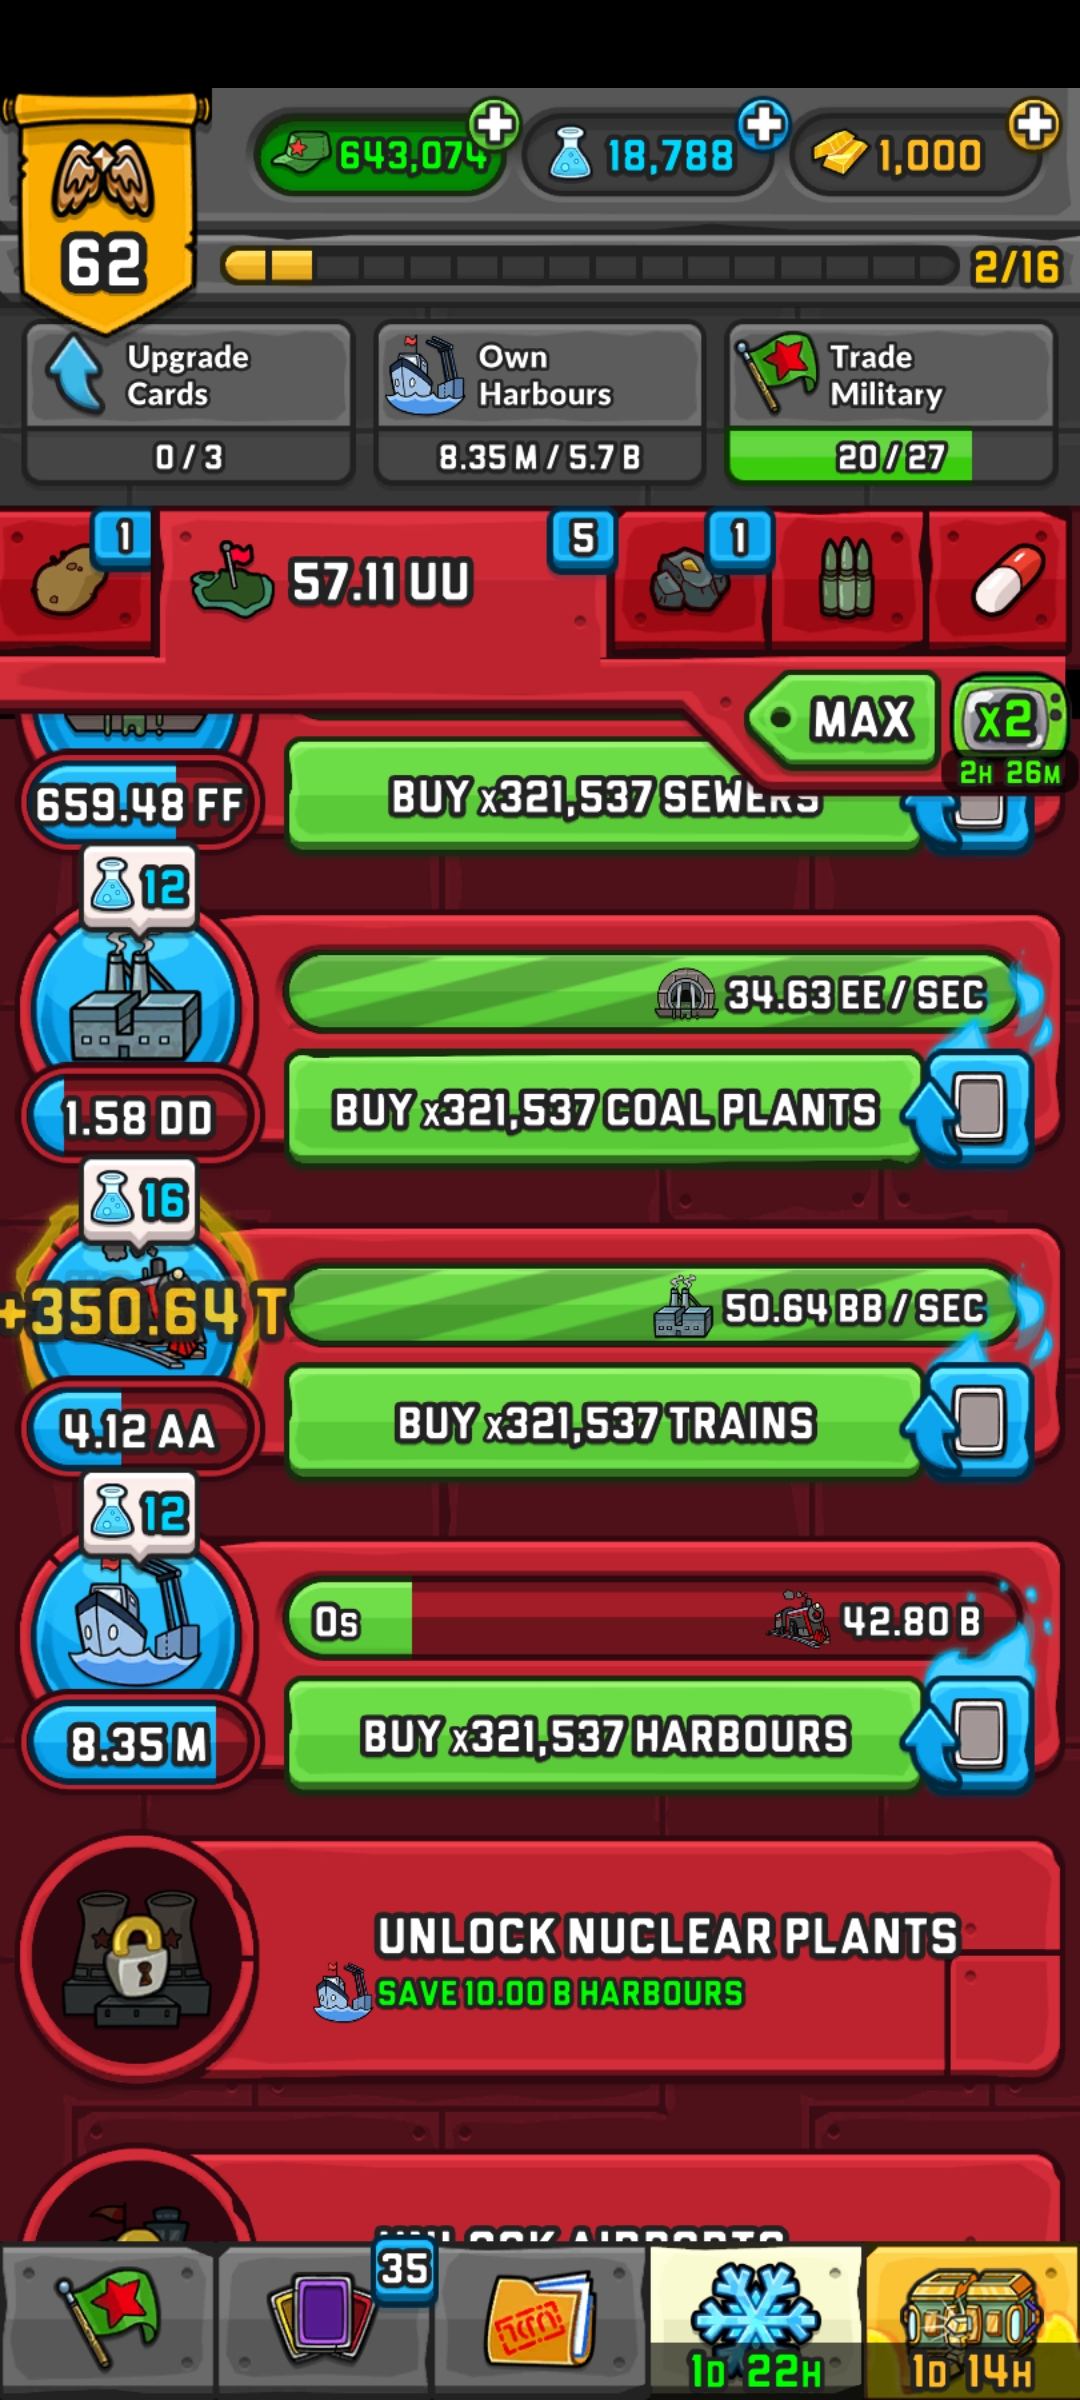 62
643,074
18,788
1,000
2/16
Upgrade
Cards
0 / 3
Own
Harbours
8.35 M / 5.7 B
Trade
Military
20 / 27
1
57.11 UU
5
1
MAX
x2
2H 26M
659.48 FF
BUY x321,537 SEWERS
12
34.63 EE / SEC
1.58 DD
BUY x321,537 COAL PLANTS
16
+350.64 T
50.64 BB / SEC
4.12 AA
BUY x321,537 TRAINS
12
0s
42.80 B
8.35 M
BUY x321,537 HARBOURS
UNLOCK NUCLEAR PLANTS
SAVE 10.00 B HARBOURS
UNLOCK AIRPORTS
35
1D 22H
1D 14H